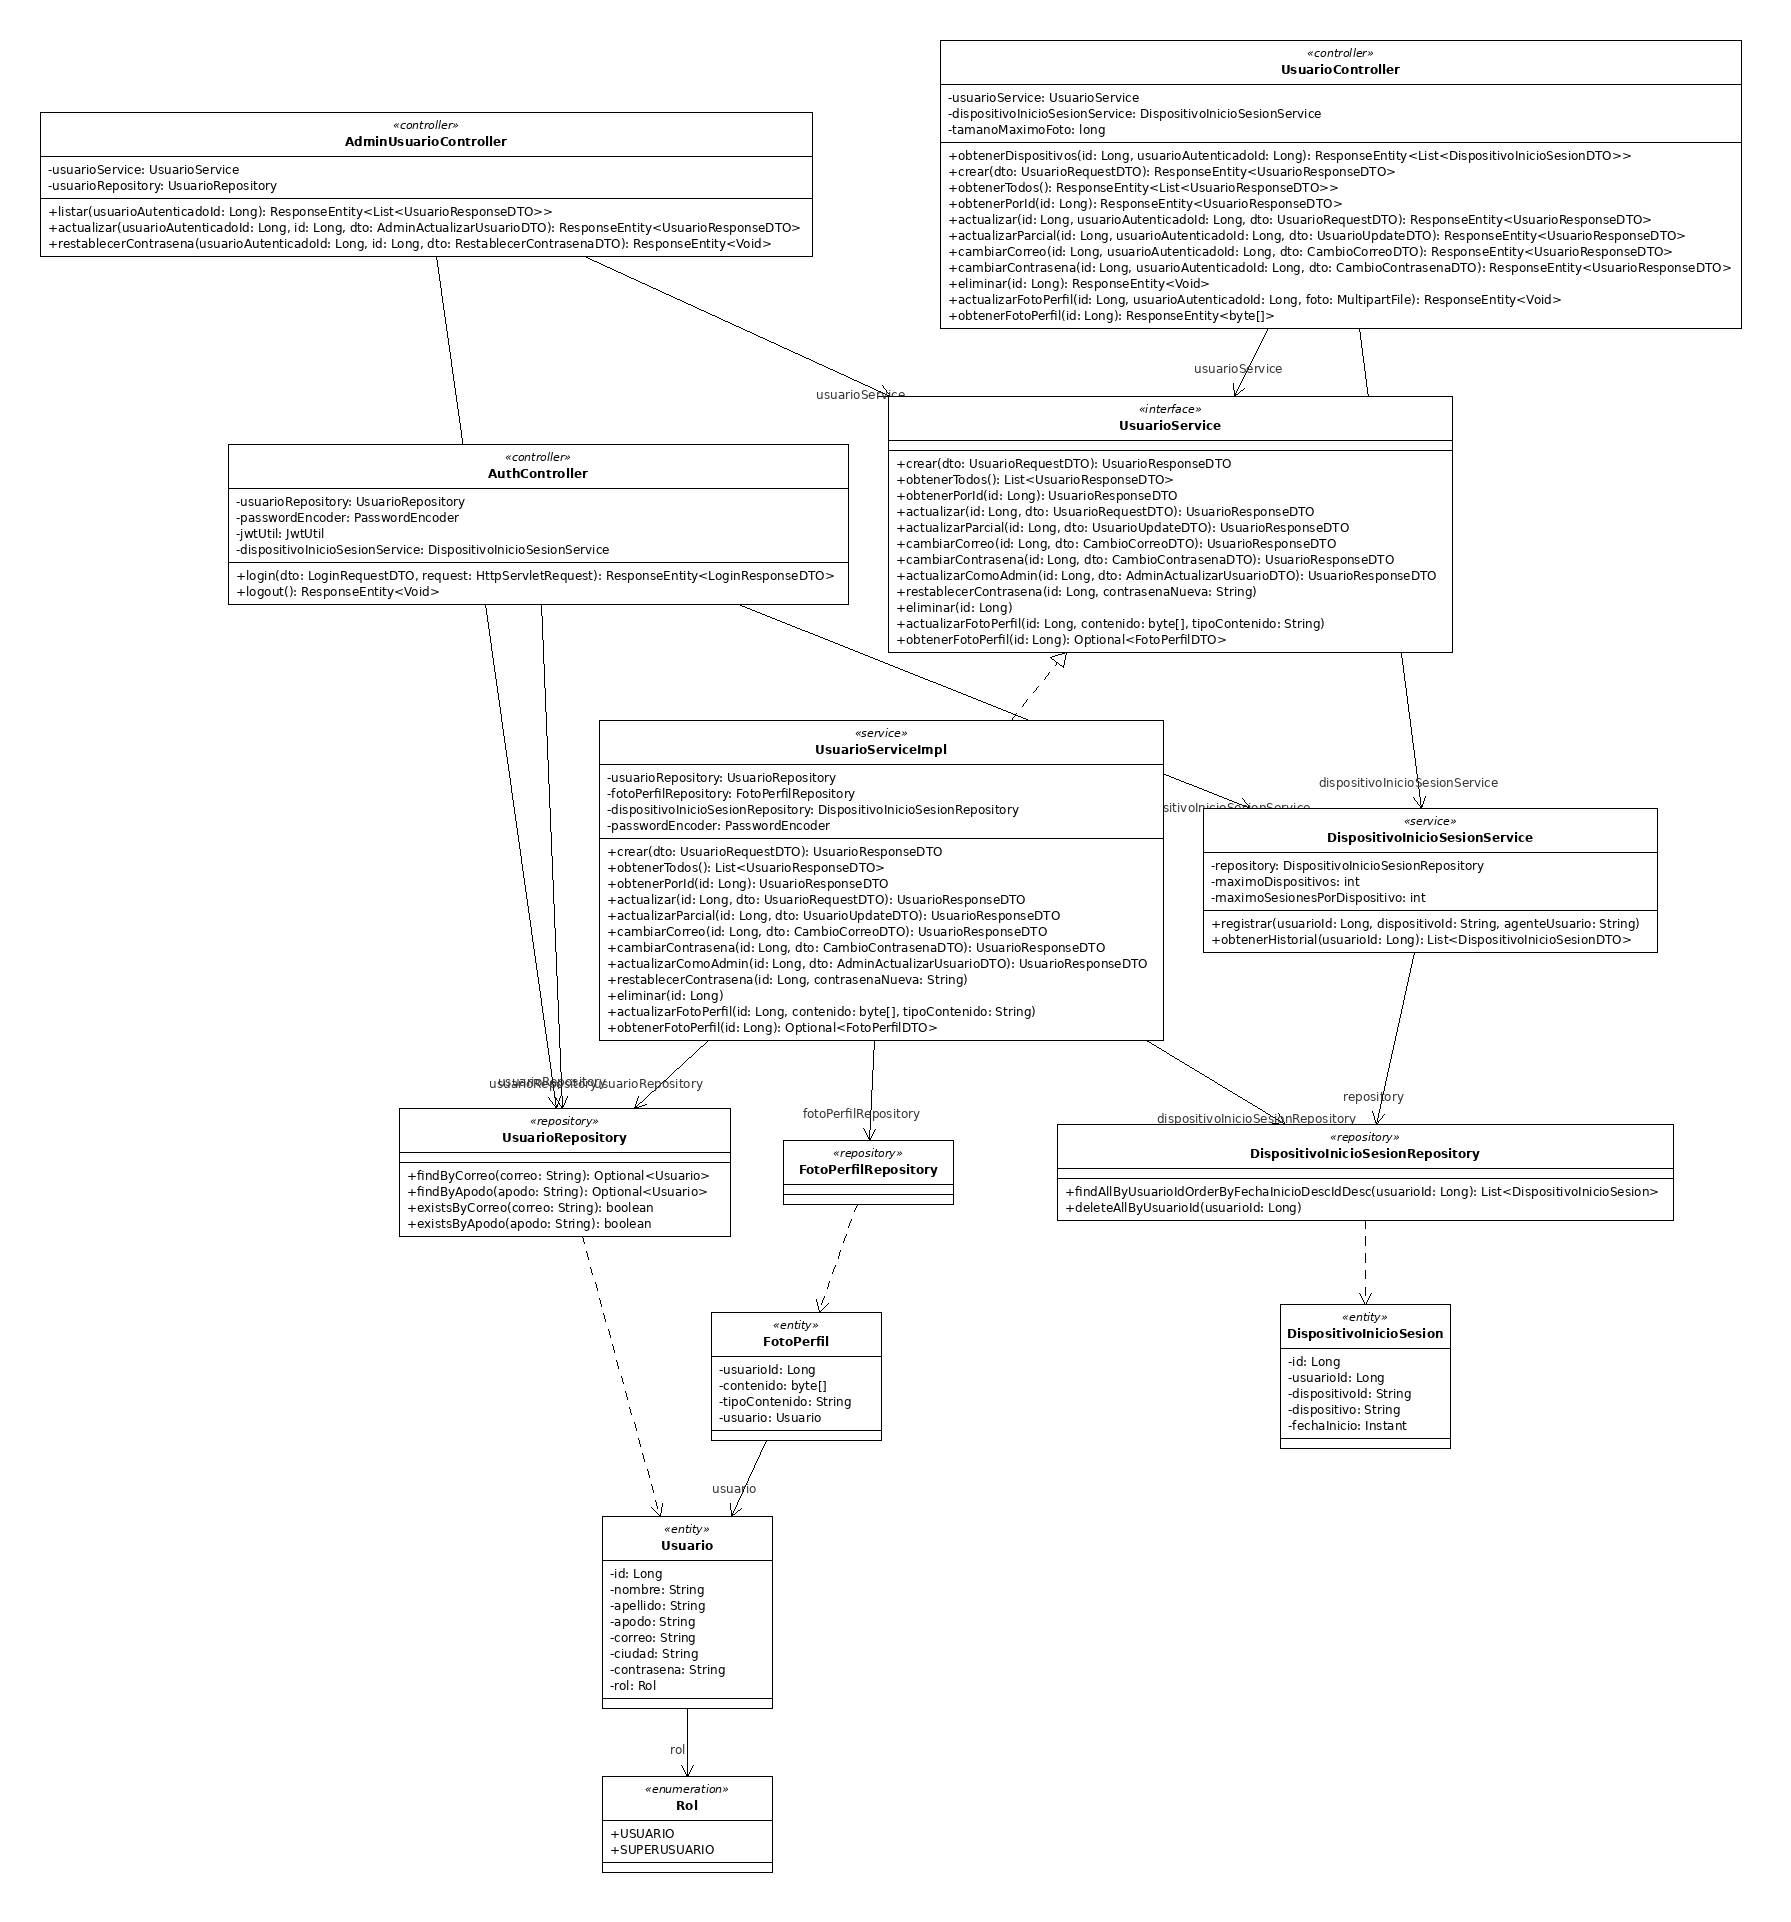 «controller»
UsuarioController
-usuarioService: UsuarioService
-dispositivoInicioSesionService: DispositivoInicioSesionService
-tamanoMaximoFoto: long
+obtenerDispositivos(id: Long, usuarioAutenticadoId: Long): ResponseEntity<List<DispositivoInicioSesionDTO>>
+crear(dto: UsuarioRequestDTO): ResponseEntity<UsuarioResponseDTO>
+obtenerTodos(): ResponseEntity<List<UsuarioResponseDTO>>
+obtenerPorId(id: Long): ResponseEntity<UsuarioResponseDTO>
+actualizar(id: Long, usuarioAutenticadoId: Long, dto: UsuarioRequestDTO): ResponseEntity<UsuarioResponseDTO>
+actualizarParcial(id: Long, usuarioAutenticadoId: Long, dto: UsuarioUpdateDTO): ResponseEntity<UsuarioResponseDTO>
+cambiarCorreo(id: Long, usuarioAutenticadoId: Long, dto: CambioCorreoDTO): ResponseEntity<UsuarioResponseDTO>
+cambiarContrasena(id: Long, usuarioAutenticadoId: Long, dto: CambioContrasenaDTO): ResponseEntity<UsuarioResponseDTO>
+eliminar(id: Long): ResponseEntity<Void>
+actualizarFotoPerfil(id: Long, usuarioAutenticadoId: Long, foto: MultipartFile): ResponseEntity<Void>
+obtenerFotoPerfil(id: Long): ResponseEntity<byte[]>
«controller»
AdminUsuarioController
-usuarioService: UsuarioService
-usuarioRepository: UsuarioRepository
+listar(usuarioAutenticadoId: Long): ResponseEntity<List<UsuarioResponseDTO>>
+actualizar(usuarioAutenticadoId: Long, id: Long, dto: AdminActualizarUsuarioDTO): ResponseEntity<UsuarioResponseDTO>
+restablecerContrasena(usuarioAutenticadoId: Long, id: Long, dto: RestablecerContrasenaDTO): ResponseEntity<Void>
usuarioService
usuarioService
«interface»
UsuarioService
+crear(dto: UsuarioRequestDTO): UsuarioResponseDTO
+obtenerTodos(): List<UsuarioResponseDTO>
+obtenerPorId(id: Long): UsuarioResponseDTO
+actualizar(id: Long, dto: UsuarioRequestDTO): UsuarioResponseDTO
+actualizarParcial(id: Long, dto: UsuarioUpdateDTO): UsuarioResponseDTO
+cambiarCorreo(id: Long, dto: CambioCorreoDTO): UsuarioResponseDTO
+cambiarContrasena(id: Long, dto: CambioContrasenaDTO): UsuarioResponseDTO
+actualizarComoAdmin(id: Long, dto: AdminActualizarUsuarioDTO): UsuarioResponseDTO
+restablecerContrasena(id: Long, contrasenaNueva: String)
+eliminar(id: Long)
+actualizarFotoPerfil(id: Long, contenido: byte[], tipoContenido: String)
+obtenerFotoPerfil(id: Long): Optional<FotoPerfilDTO>
«controller»
AuthController
-usuarioRepository: UsuarioRepository
-passwordEncoder: PasswordEncoder
-jwtUtil: JwtUtil
-dispositivoInicioSesionService: DispositivoInicioSesionService
+login(dto: LoginRequestDTO, request: HttpServletRequest): ResponseEntity<LoginResponseDTO>
+logout(): ResponseEntity<Void>
«service»
UsuarioServiceImpl
-usuarioRepository: UsuarioRepository
-fotoPerfilRepository: FotoPerfilRepository
-dispositivoInicioSesionRepository: DispositivoInicioSesionRepository
-passwordEncoder: PasswordEncoder
+crear(dto: UsuarioRequestDTO): UsuarioResponseDTO
+obtenerTodos(): List<UsuarioResponseDTO>
+obtenerPorId(id: Long): UsuarioResponseDTO
+actualizar(id: Long, dto: UsuarioRequestDTO): UsuarioResponseDTO
+actualizarParcial(id: Long, dto: UsuarioUpdateDTO): UsuarioResponseDTO
+cambiarCorreo(id: Long, dto: CambioCorreoDTO): UsuarioResponseDTO
+cambiarContrasena(id: Long, dto: CambioContrasenaDTO): UsuarioResponseDTO
+actualizarComoAdmin(id: Long, dto: AdminActualizarUsuarioDTO): UsuarioResponseDTO
+restablecerContrasena(id: Long, contrasenaNueva: String)
+eliminar(id: Long)
+actualizarFotoPerfil(id: Long, contenido: byte[], tipoContenido: String)
+obtenerFotoPerfil(id: Long): Optional<FotoPerfilDTO>
dispositivoInicioSesionService
sitivoInicioSesionService
«service»
DispositivoInicioSesionService
-repository: DispositivoInicioSesionRepository
-maximoDispositivos: int
-maximoSesionesPorDispositivo: int
+registrar(usuarioId: Long, dispositivoId: String, agenteUsuario: String)
+obtenerHistorial(usuarioId: Long): List<DispositivoInicioSesionDTO>
usuarioRepository
usuarioRepository
usuarioRepository
fotoPerfilRepository
dispositivoInicioSesionRepository
repository
«repository»
UsuarioRepository
+findByCorreo(correo: String): Optional<Usuario>
+findByApodo(apodo: String): Optional<Usuario>
+existsByCorreo(correo: String): boolean
+existsByApodo(apodo: String): boolean
«repository»
FotoPerfilRepository
«repository»
DispositivoInicioSesionRepository
+findAllByUsuarioIdOrderByFechaInicioDescIdDesc(usuarioId: Long): List<DispositivoInicioSesion>
+deleteAllByUsuarioId(usuarioId: Long)
«entity»
FotoPerfil
-usuarioId: Long
-contenido: byte[]
-tipoContenido: String
-usuario: Usuario
«entity»
DispositivoInicioSesion
-id: Long
-usuarioId: Long
-dispositivoId: String
-dispositivo: String
-fechaInicio: Instant
usuario
«entity»
Usuario
-id: Long
-nombre: String
-apellido: String
-apodo: String
-correo: String
-ciudad: String
-contrasena: String
-rol: Rol
rol
«enumeration»
Rol
+USUARIO
+SUPERUSUARIO